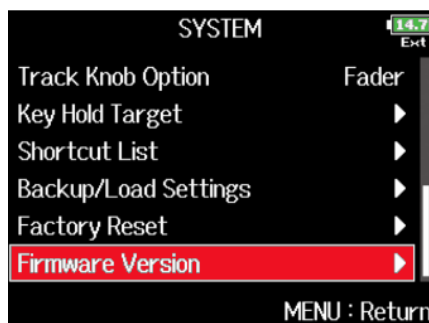 SYSTEM
14.7
Ext
Track Knob Option Fader
Key Hold Target
Shortcut List
Backup/Load Settings
Factory Reset
Firmware Version
MENU : Return